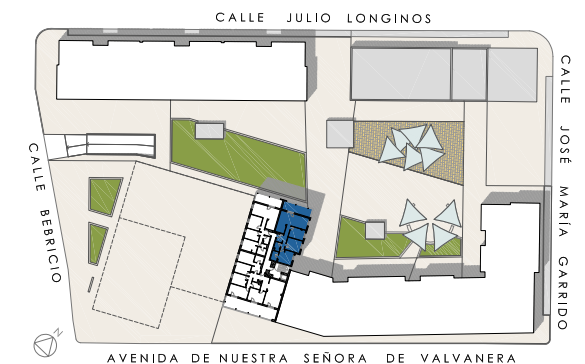 CALLE JULIO LONGINOS
CALLE JOSÉ MARÍA GARRIDO
CALLE BEBRICIO
N
AVENIDA DE NUESTRA SEÑORA DE VALVANERA